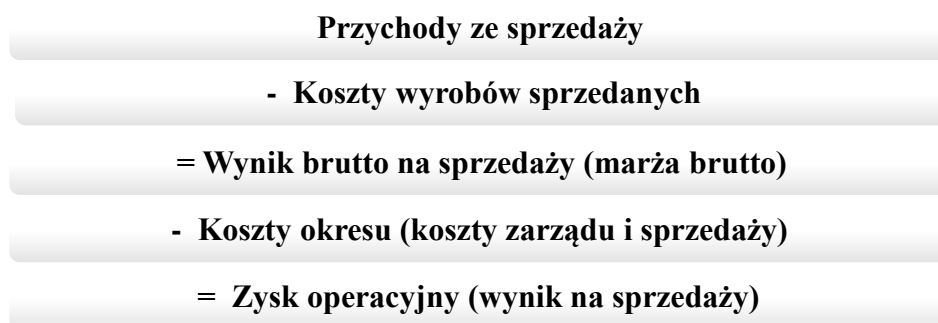 Przychody ze sprzedaży
- Koszty wyrobów sprzedanych
= Wynik brutto na sprzedaży (marża brutto)
- Koszty okresu (koszty zarządu i sprzedaży)
= Zysk operacyjny (wynik na sprzedaży)